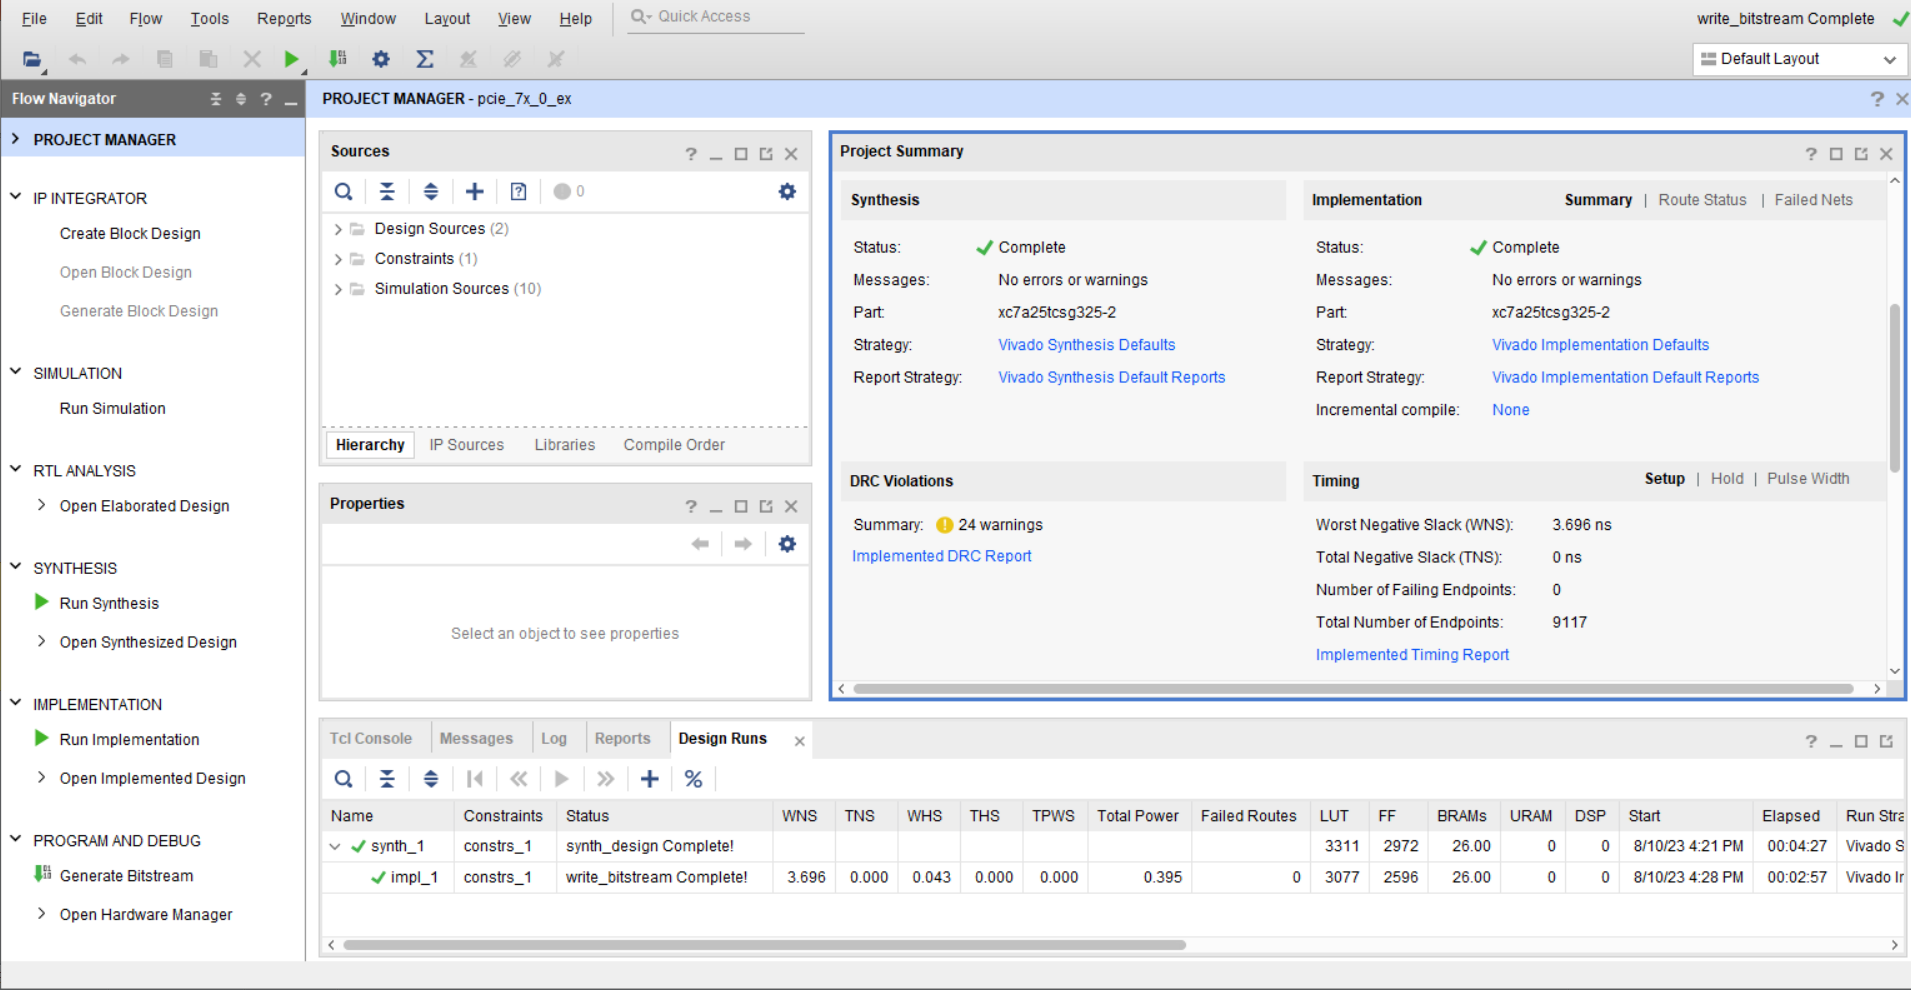 File Edit Flow Tools Reports Window Layout View Help Quick Access write_bitstream Complete
Default Layout
Flow Navigator
PROJECT MANAGER
IP INTEGRATOR
Create Block Design
Open Block Design
Generate Block Design
SIMULATION
Run Simulation
RTL ANALYSIS
Open Elaborated Design
SYNTHESIS
Run Synthesis
Open Synthesized Design
IMPLEMENTATION
Run Implementation
Open Implemented Design
PROGRAM AND DEBUG
Generate Bitstream
Open Hardware Manager
PROJECT MANAGER - pcie_7x_0_ex
Sources
0
Design Sources (2)
Constraints (1)
Simulation Sources (10)
Hierarchy IP Sources Libraries Compile Order
Properties
Select an object to see properties
Project Summary
Synthesis
Status: Complete
Messages: No errors or warnings
Part: xc7a25tcsg325-2
Strategy: Vivado Synthesis Defaults
Report Strategy: Vivado Synthesis Default Reports
Implementation Summary | Route Status | Failed Nets
Status: Complete
Messages: No errors or warnings
Part: xc7a25tcsg325-2
Strategy: Vivado Implementation Defaults
Report Strategy: Vivado Implementation Default Reports
Incremental compile: None
DRC Violations
Summary: 24 warnings
Implemented DRC Report
Timing Setup | Hold | Pulse Width
Worst Negative Slack (WNS): 3.696 ns
Total Negative Slack (TNS): 0 ns
Number of Failing Endpoints: 0
Total Number of Endpoints: 9117
Implemented Timing Report
Tcl Console Messages Log Reports Design Runs
Name Constraints Status WNS TNS WHS THS TPWS Total Power Failed Routes LUT FF BRAMs URAM DSP Start Elapsed Run Stra
synth_1 constrs_1 synth_design Complete! 3311 2972 26.00 0 0 8/10/23 4:21 PM 00:04:27 Vivado S
impl_1 constrs_1 write_bitstream Complete! 3.696 0.000 0.043 0.000 0.000 0.395 0 3077 2596 26.00 0 0 8/10/23 4:28 PM 00:02:57 Vivado Ir